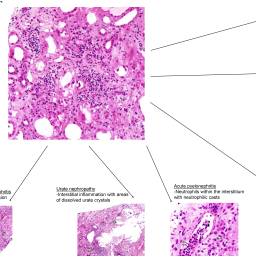 Acute pyelonephritis
-Neutrophils within the interstitium
with neutrophilic casts
Urate nephropathy
-Interstitial inflammation with areas
of dissolved urate crystals